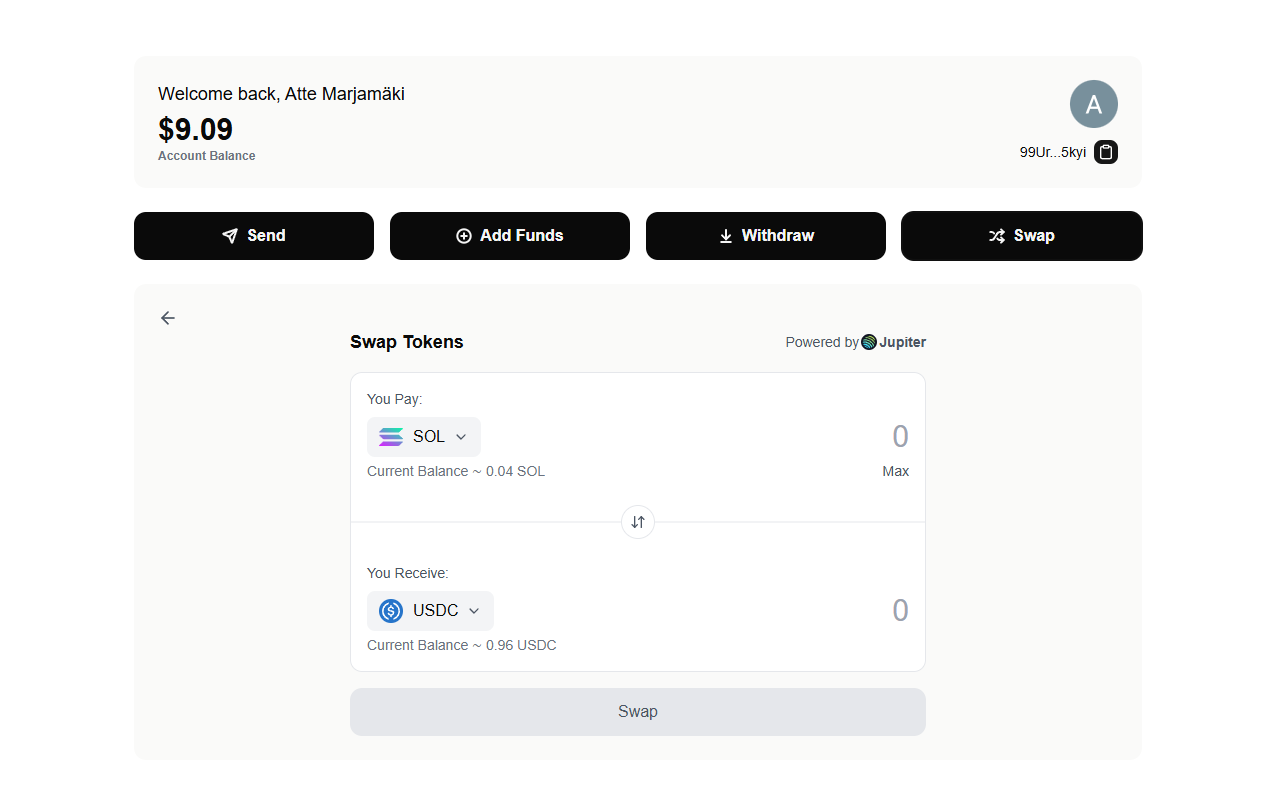 Welcome back, Atte Marjamäki
$9.09
Account Balance
A
99Ur...5kyi
Send
Add Funds
Withdraw
Swap
Swap Tokens
Powered by Jupiter
You Pay:
SOL
0
Current Balance ~ 0.04 SOL
Max
You Receive:
USDC
0
Current Balance ~ 0.96 USDC
Swap